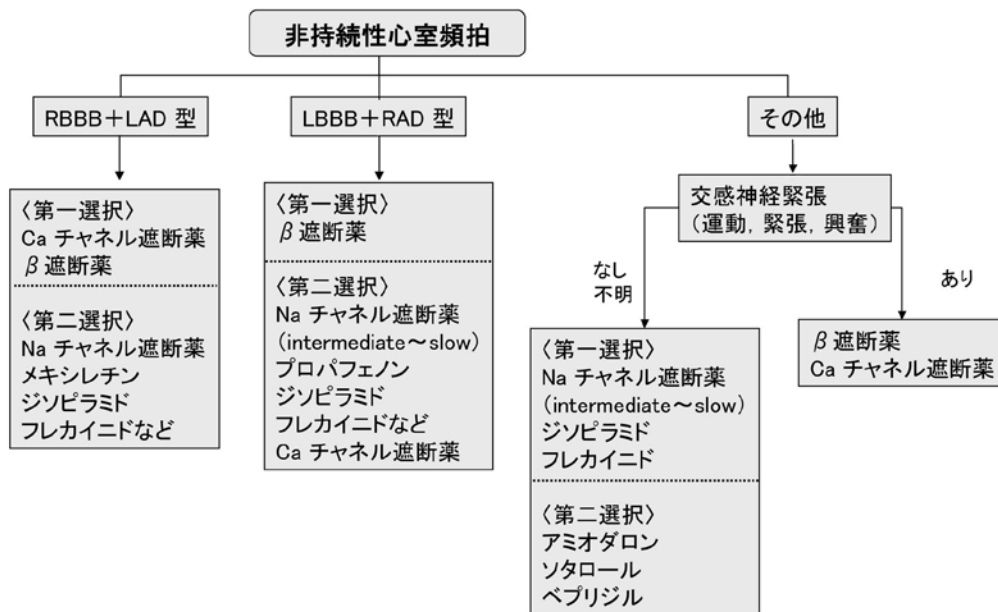 非持続性心室頻拍
RBBB＋LAD 型
LBBB＋RAD 型
その他
〈第一選択〉
Ca チャネル遮断薬
β遮断薬
〈第二選択〉
Na チャネル遮断薬
メキシレチン
ジソピラミド
フレカイニドなど
〈第一選択〉
β遮断薬
〈第二選択〉
Na チャネル遮断薬
(intermediate～slow)
プロパフェノン
ジソピラミド
フレカイニドなど
Ca チャネル遮断薬
交感神経緊張
(運動, 緊張, 興奮)
なし
不明
あり
〈第一選択〉
Na チャネル遮断薬
(intermediate～slow)
ジソピラミド
フレカイニド
〈第二選択〉
アミオダロン
ソタロール
ベプリジル
β遮断薬
Ca チャネル遮断薬